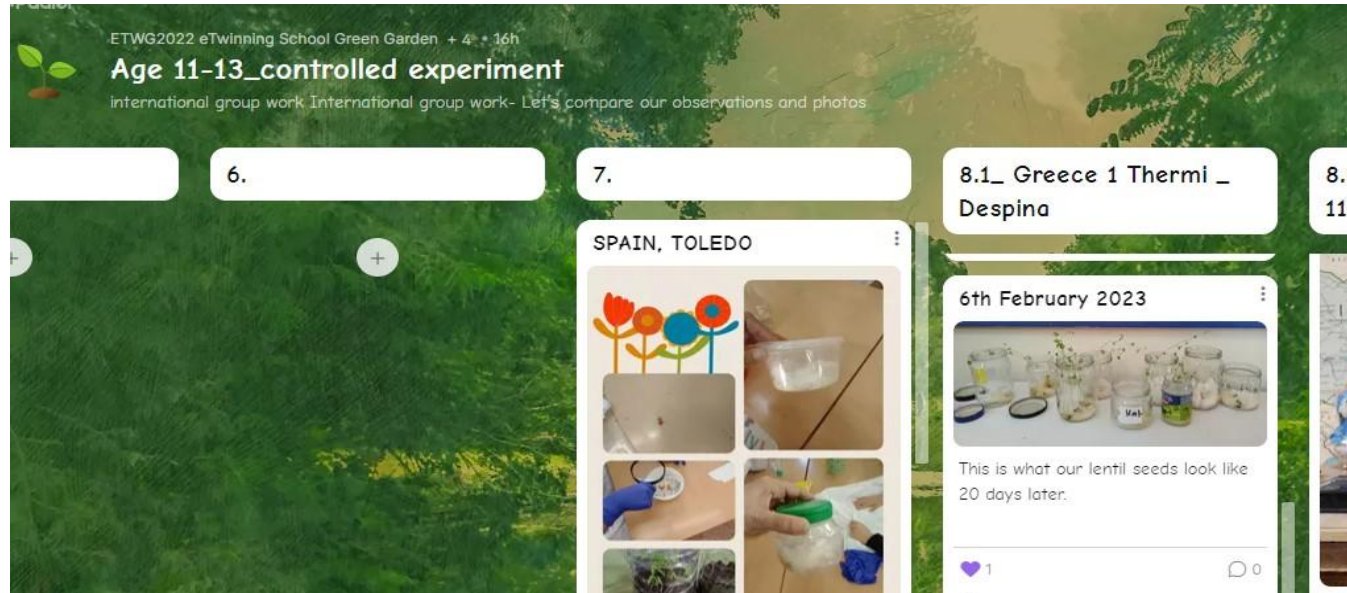 ETWG2022 eTwinning School Green Garden + 4 • 16h
Age 11-13_controlled experiment
international group work International group work- Let's compare our observations and photos
6.
7.
8.1_ Greece 1 Thermi _
Despina
8.
11
SPAIN, TOLEDO
6th February 2023
This is what our lentil seeds look like
20 days later.
1
0